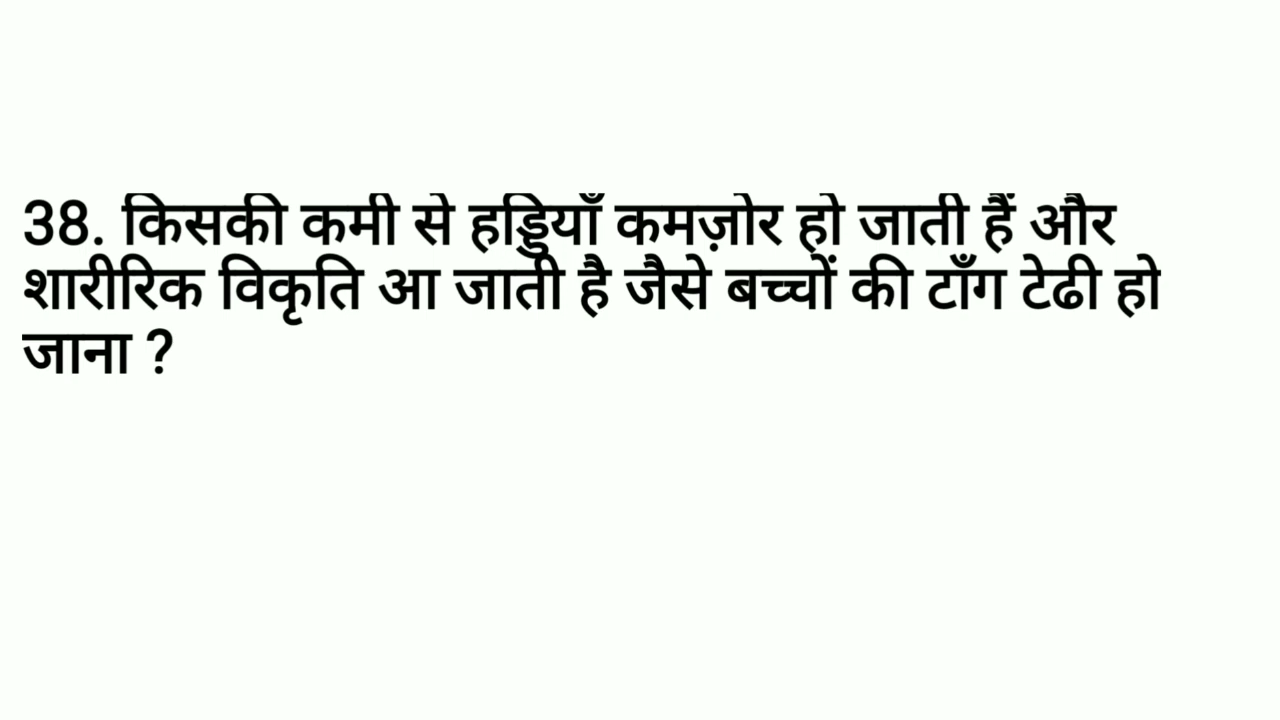 38. किसकी कमी से हड्डियाँ कमज़ोर हो जाती हैं और
शारीरिक विकृति आ जाती है जैसे बच्चों की टाँग टेढी हो
जाना ?